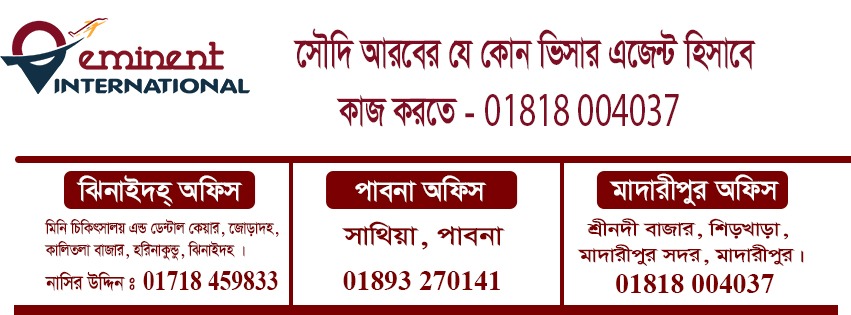 eminent
INTERNATIONAL
সৌদি আরবের যে কোন ভিসার এজেন্ট হিসাবে
কাজ করতে - 01818 004037
ঝিনাইদহ্ অফিস
মিনি চিকিৎসালয় এন্ড ডেন্টাল কেয়ার, জোড়াদহ,
কালিতলা বাজার, হরিনাকুন্ডু, ঝিনাইদহ ।
নাসির উদ্দিন ঃ 01718 459833
পাবনা অফিস
সাথিয়া, পাবনা
01893 270141
মাদারীপুর অফিস
শ্রীনদী বাজার, শিড়খাড়া,
মাদারীপুর সদর, মাদারীপুর।
01818 004037